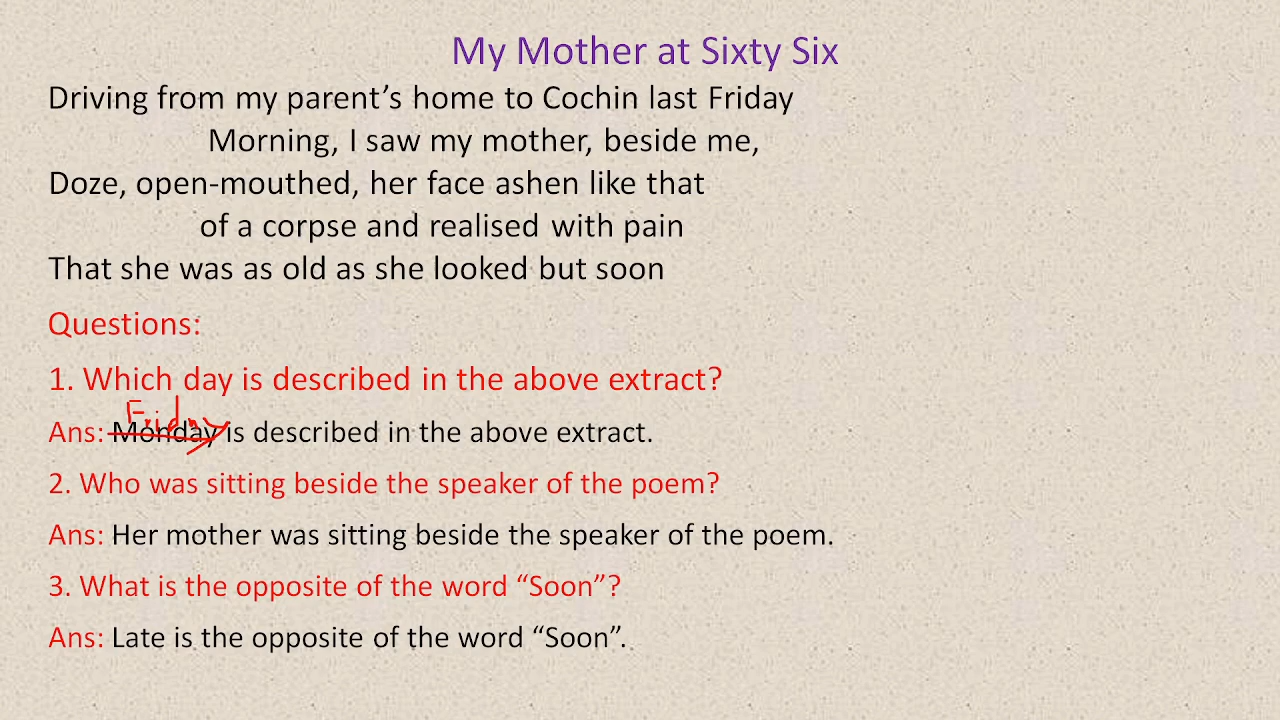 My Mother at Sixty Six
Driving from my parent’s home to Cochin last Friday
Morning, I saw my mother, beside me,
Doze, open-mouthed, her face ashen like that
of a corpse and realised with pain
That she was as old as she looked but soon
Questions:
1. Which day is described in the above extract?
Friday
Ans: Monday is described in the above extract.
2. Who was sitting beside the speaker of the poem?
Ans: Her mother was sitting beside the speaker of the poem.
3. What is the opposite of the word “Soon”?
Ans: Late is the opposite of the word “Soon”.